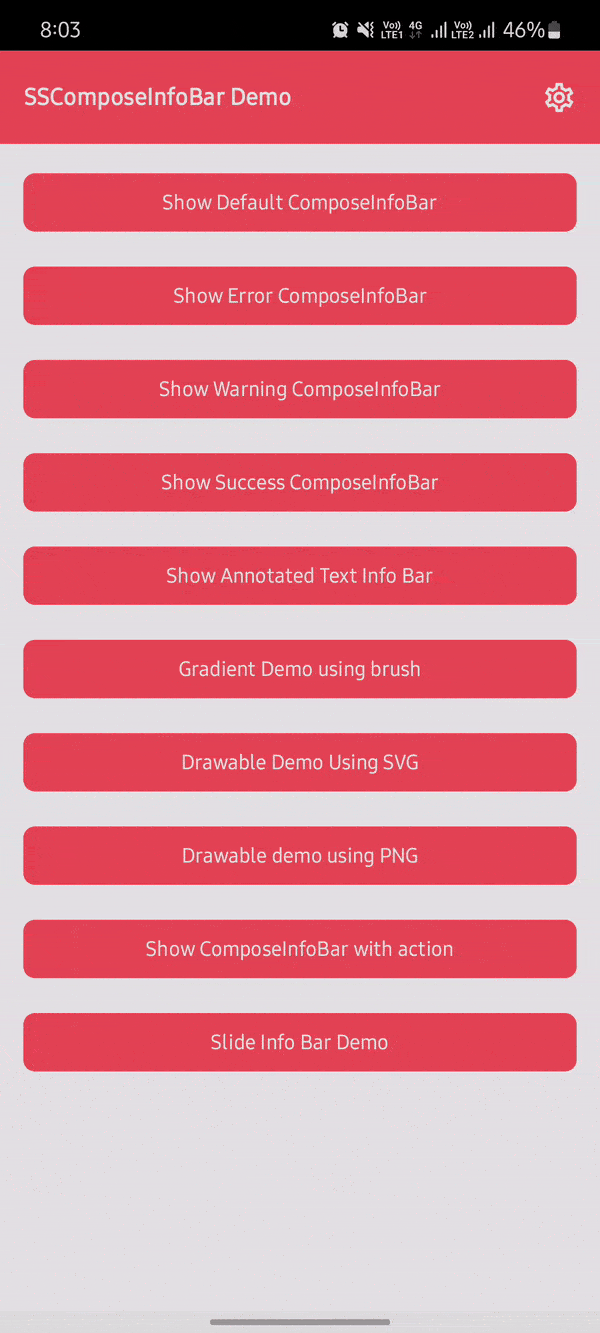 8:03
Vo)) LTE1 4G Vo)) LTE2 46%
SSComposeInfoBar Demo
Show Default ComposeInfoBar
Show Error ComposeInfoBar
Show Warning ComposeInfoBar
Show Success ComposeInfoBar
Show Annotated Text Info Bar
Gradient Demo using brush
Drawable Demo Using SVG
Drawable demo using PNG
Show ComposeInfoBar with action
Slide Info Bar Demo